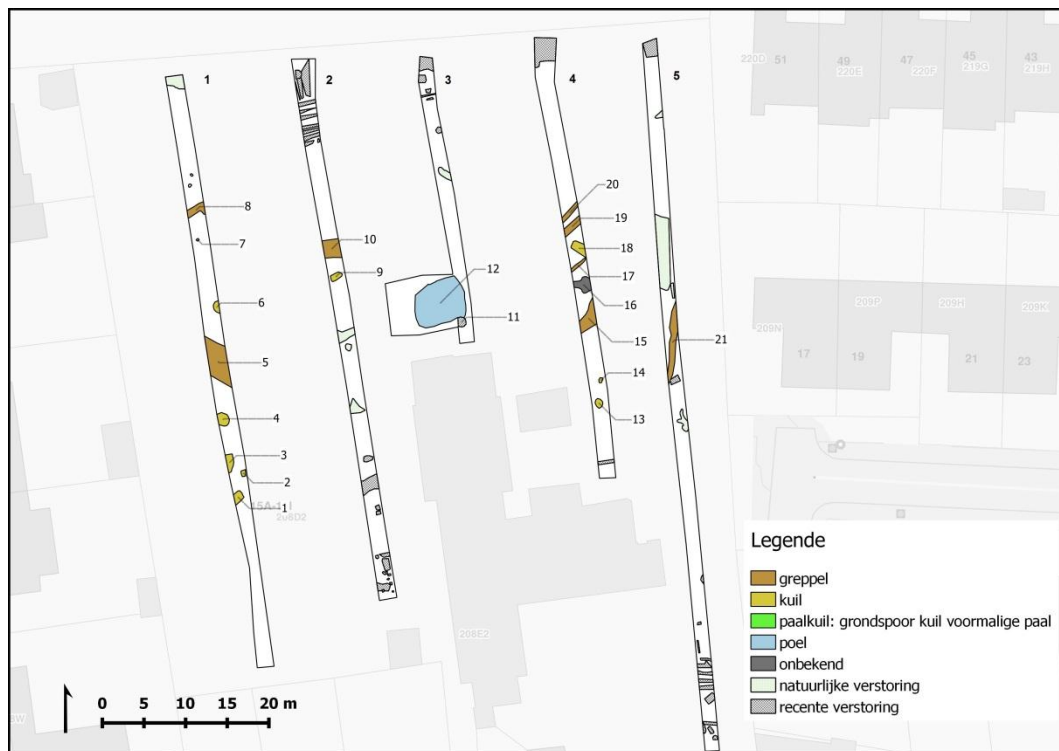 220D
51
49
220E
47
220F
45
219G
43
219H
1
2
3
4
5
8
7
6
5
4
3
2
1
15A-1
208D2
10
9
12
11
20
19
18
17
16
15
14
13
21
209N
17
209P
19
209H
21
209K
23
208E2
Legende
greppel
kuil
paalkuil: grondspoor kuil voormalige paal
poel
onbekend
natuurlijke verstoring
recente verstoring
0 5 10 15 20 m